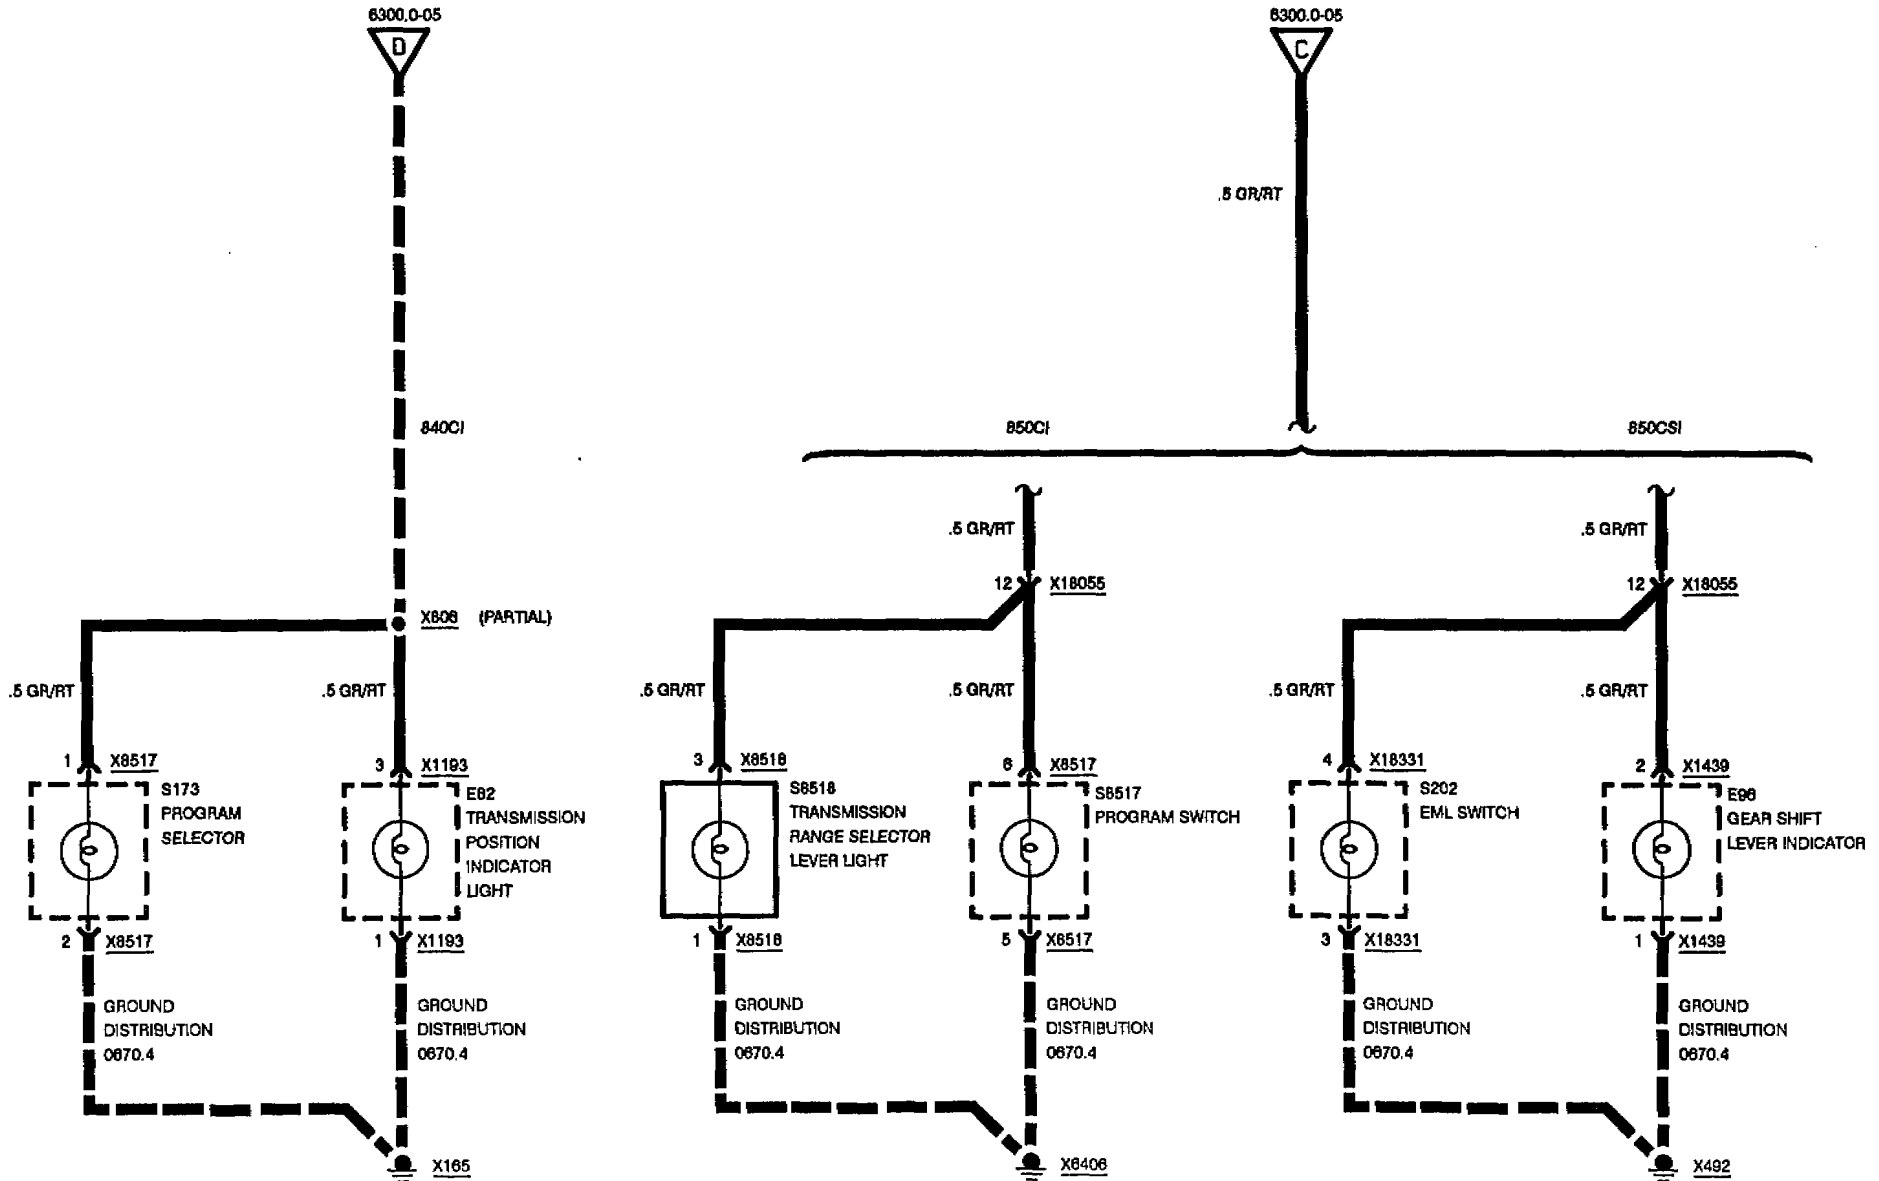 6300.0-05
D
6300.0-05
C
.5 GR/RT
840CI
850CI
850CSI
.5 GR/RT
.5 GR/RT
12 X18055
12 X18055
X606 (PARTIAL)
.5 GR/RT
.5 GR/RT
.5 GR/RT
.5 GR/RT
.5 GR/RT
.5 GR/RT
1 X8517
3 X1193
3 X8518
6 X8517
4 X18331
2 X1439
S173
PROGRAM
SELECTOR
E82
TRANSMISSION
POSITION
INDICATOR
LIGHT
S8518
TRANSMISSION
RANGE SELECTOR
LEVER LIGHT
S8517
PROGRAM SWITCH
S202
EML SWITCH
E96
GEAR SHIFT
LEVER INDICATOR
2 X8517
1 X1193
1 X8518
5 X8517
3 X18331
1 X1439
GROUND
DISTRIBUTION
0670.4
GROUND
DISTRIBUTION
0670.4
GROUND
DISTRIBUTION
0670.4
GROUND
DISTRIBUTION
0670.4
GROUND
DISTRIBUTION
0670.4
GROUND
DISTRIBUTION
0670.4
X165
X6406
X492